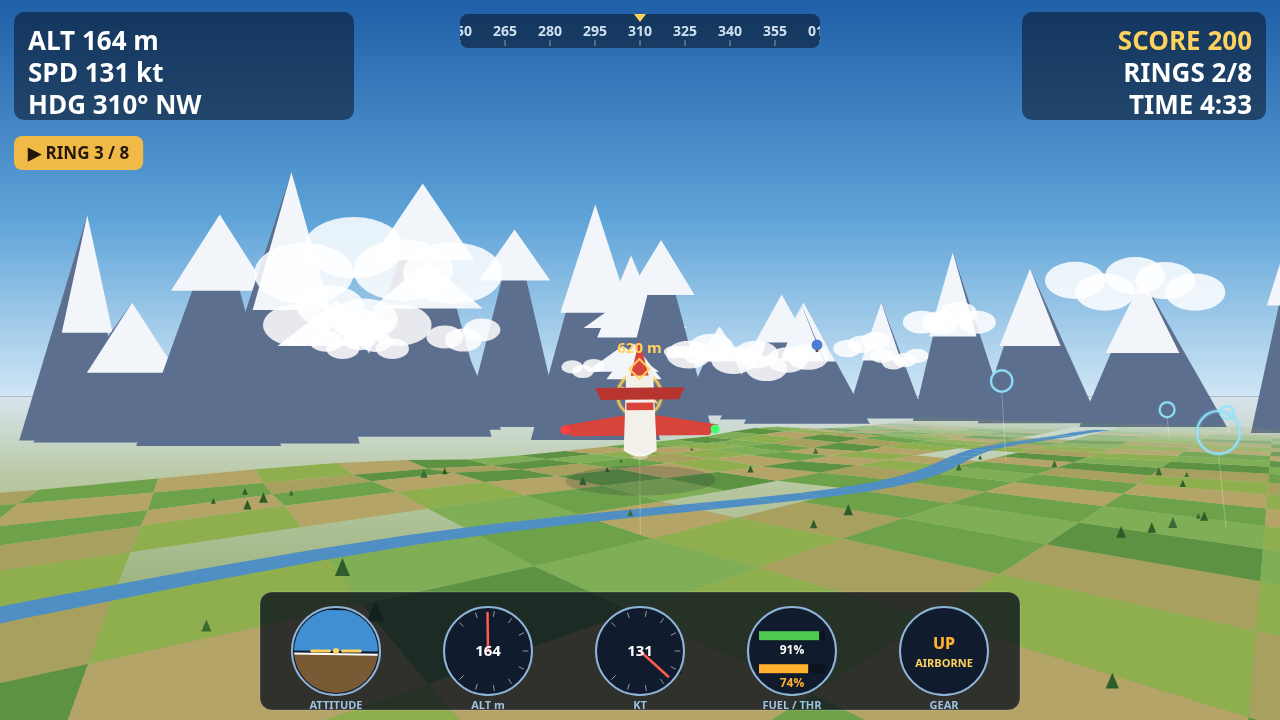 ALT 164 m
SPD 131 kt
HDG 310° NW
265 280 295 310 325 340 355
SCORE 200
RINGS 2/8
TIME 4:33
▶ RING 3 / 8
620 m
164
131
91%
74%
UP
AIRBORNE
ATTITUDE
ALT m
KT
FUEL / THR
GEAR